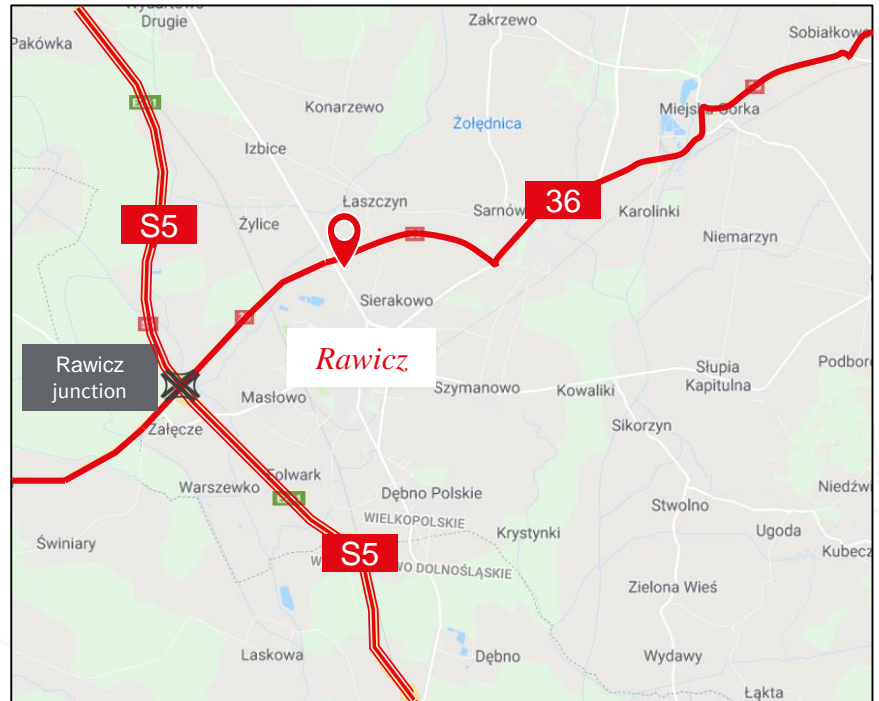 Drugie
Zakrzewo
Sobiałkowo
Pakówka
Konarzewo
Miejska Górka
Żołędnica
Izbice
Łaszczyn
36
Sarnów
Karolinki
S5
Żylice
Niemarzyn
Sierakowo
Rawicz
junction
Rawicz
Słupia
Kapitulna
Podbor
Szymanowo
Kowaliki
Masłowo
Sikorzyn
Załęcze
Folwark
Warszewko
Dębno Polskie
Niedźwi
Stwolno
WIELKOPOLSKIE
Krystynki
Ugoda
Świniary
S5
WO DOLNOŚLĄSKIE
Kubecz
Zielona Wieś
Laskowa
Dębno
Wydawy
Łąkta